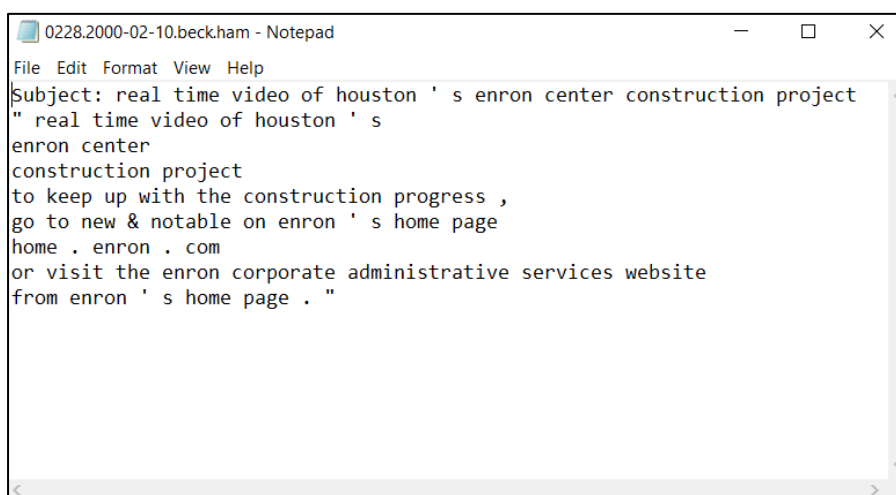 0228.2000-02-10.beck.ham - Notepad
File Edit Format View Help
Subject: real time video of houston ' s enron center construction project
" real time video of houston ' s
enron center
construction project
to keep up with the construction progress ,
go to new & notable on enron ' s home page
home . enron . com
or visit the enron corporate administrative services website
from enron ' s home page . "